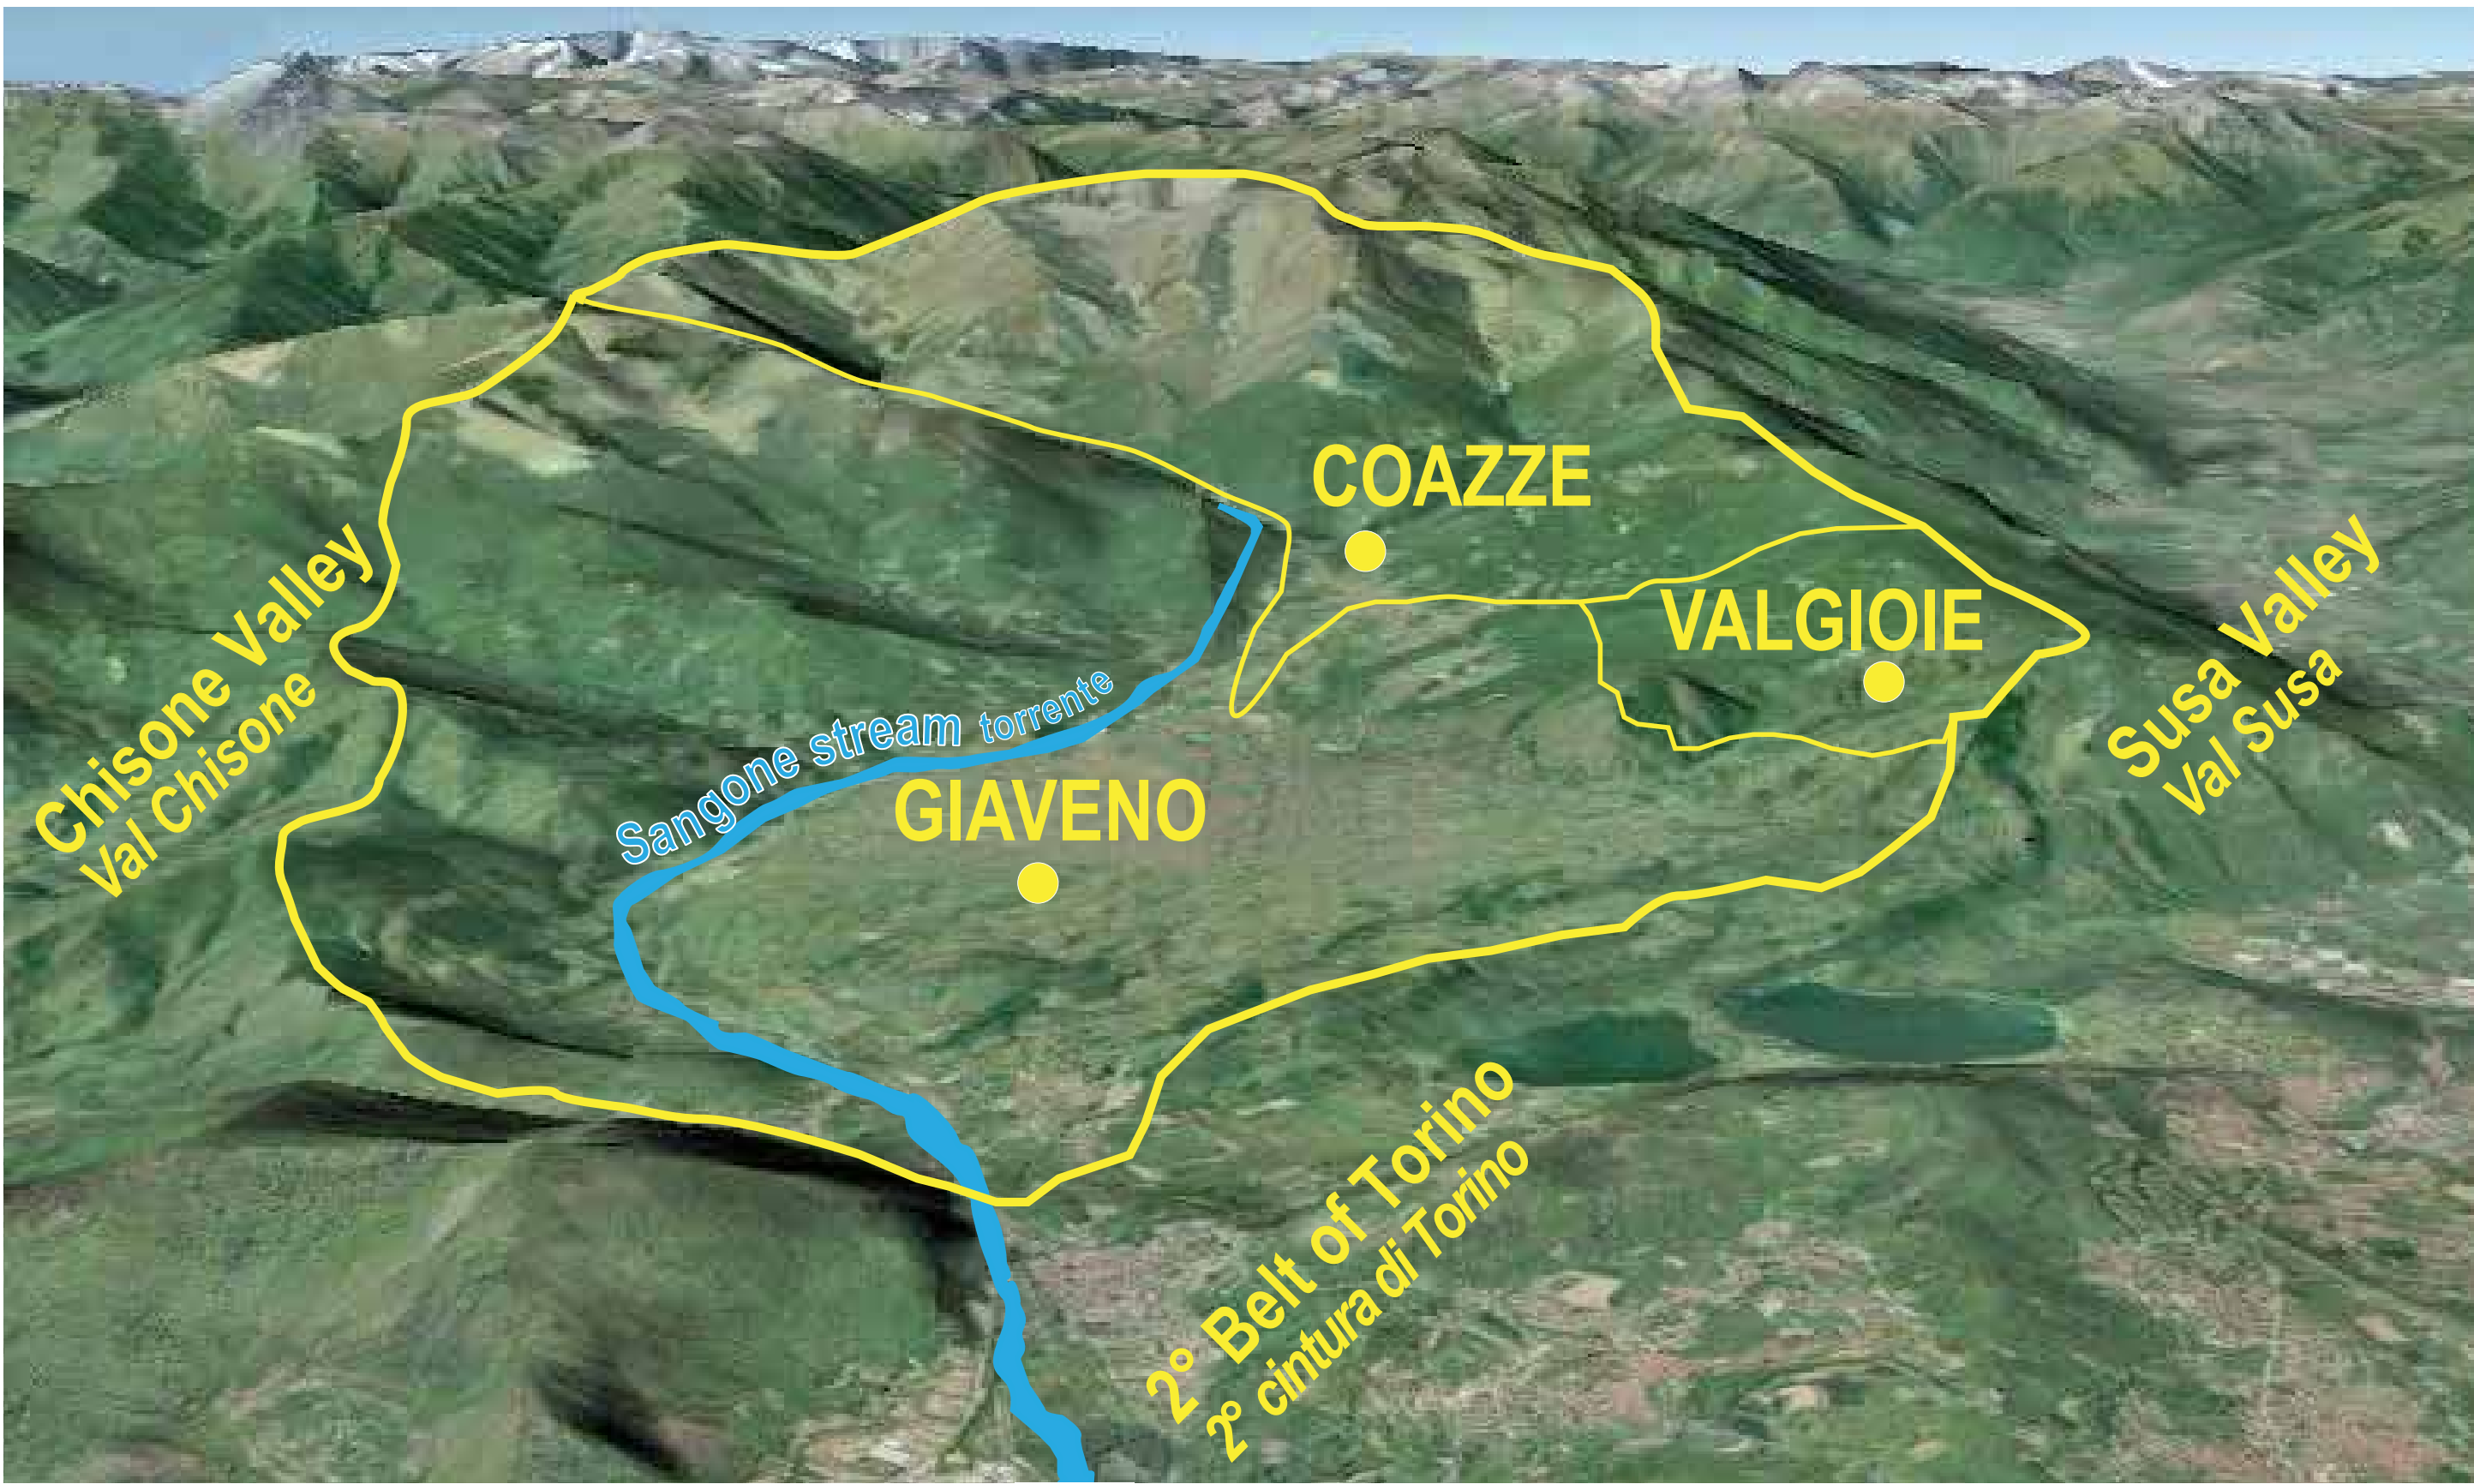 COAZZE
VALGIOIE
Chisone Valley
Val Chisone
Susa Valley
Val Susa
Sangone stream torrente
GIAVENO
2° Belt of Torino
2° cintura di Torino